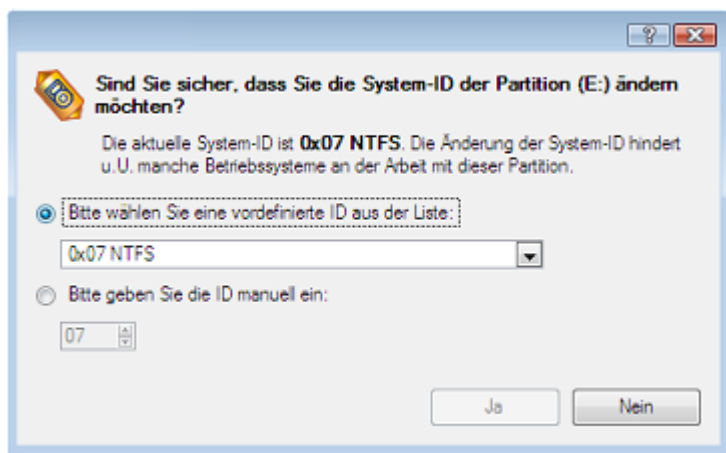 Sind Sie sicher, dass Sie die System-ID der Partition (E:) ändern
möchten?
Die aktuelle System-ID ist 0x07 NTFS. Die Änderung der System-ID hindert
u.U. manche Betriebssysteme an der Arbeit mit dieser Partition.
Bitte wählen Sie eine vordefinierte ID aus der Liste:
0x07 NTFS
Bitte geben Sie die ID manuell ein:
07
Ja Nein